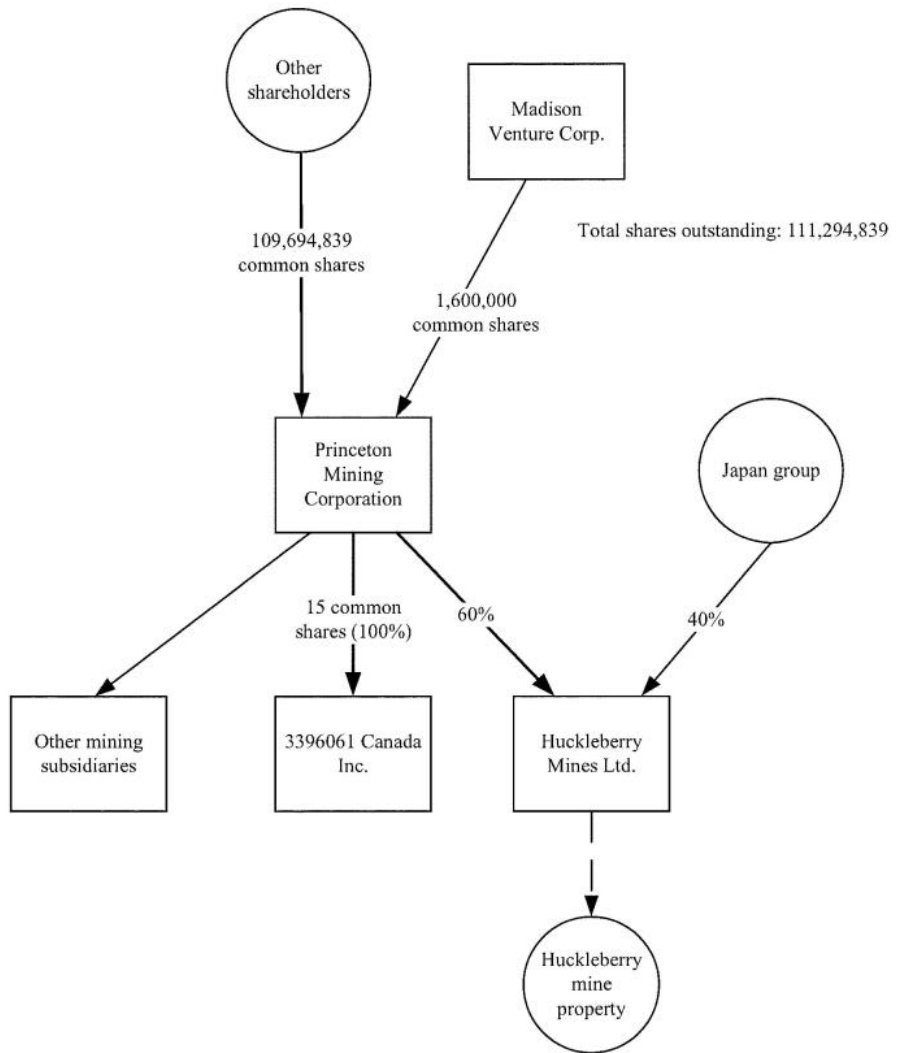 Other
shareholders
Madison
Venture Corp.
109,694,839
common shares
Total shares outstanding: 111,294,839
1,600,000
common shares
Princeton
Mining
Corporation
Japan group
15 common
shares (100%)
60%
40%
Other mining
subsidiaries
3396061 Canada
Inc.
Huckleberry
Mines Ltd.
Huckleberry
mine
property